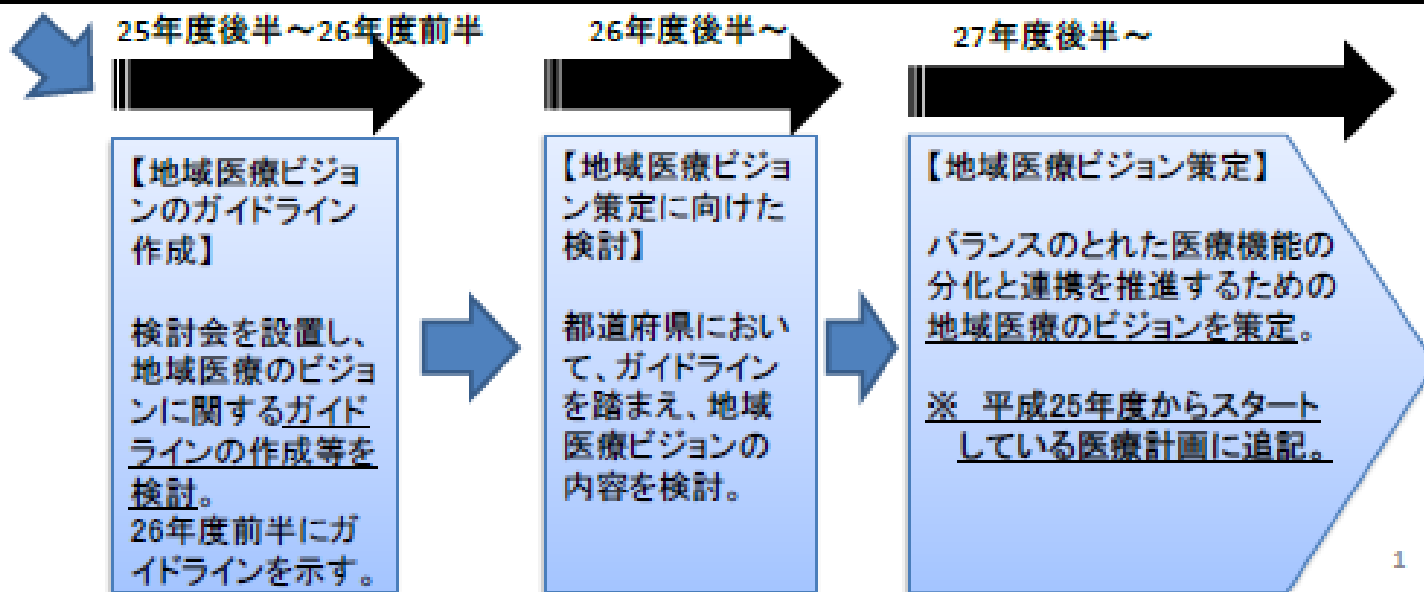 25年度後半～26年度前半
26年度後半～
27年度後半～
【地域医療ビジョ
ンのガイドライン
作成】
検討会を設置し、
地域医療のビジョ
ンに関するガイド
ラインの作成等を
検討。
26年度前半にガ
イドラインを示す。
【地域医療ビジョ
ン策定に向けた
検討】
都道府県におい
て、ガイドライン
を踏まえ、地域
医療ビジョンの
内容を検討。
【地域医療ビジョン策定】
バランスのとれた医療機能の
分化と連携を推進するための
地域医療のビジョンを策定。
※ 平成25年度からスタート
している医療計画に追記。
1